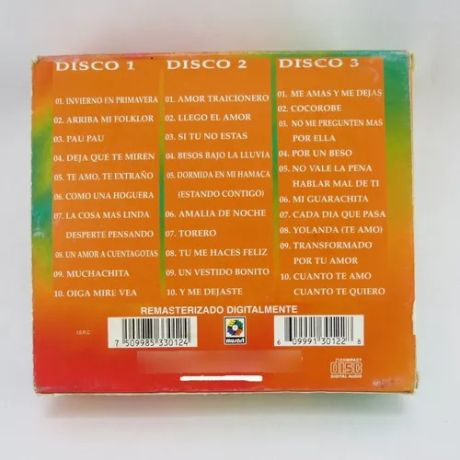 DISCO 1
01. INVIERNO EN PRIMAVERA
02. ARRIBA MI FOLKLOR
03. PAU PAU
04. DEJA QUE TE MIREN
05. TE AMO, TE EXTRAÑO
06. COMO UNA HOGUERA
07. LA COSA MAS LINDA
DESPERTE PENSANDO
08. UN AMOR A CUENTAGOTAS
09. MUCHACHITA
10. OIGA MIRE VEA
DISCO 2
01. AMOR TRAICIONERO
02. LLEGO EL AMOR
03. SI TU NO ESTAS
04. BESOS BAJO LA LLUVIA
05. DORMIDA EN MI HAMACA
(ESTANDO CONTIGO)
06. AMALIA DE NOCHE
07. TORERO
08. TU ME HACES FELIZ
09. UN VESTIDO BONITO
10. Y ME DEJASTE
DISCO 3
01. ME AMAS Y ME DEJAS
02. COCOROBE
03. NO ME PREGUNTEN MAS
POR ELLA
04. POR UN BESO
05. NO VALE LA PENA
HABLAR MAL DE TI
06. MI GUARACHITA
07. CADA DIA QUE PASA
08. YOLANDA (TE AMO)
09. TRANSFORMADO
POR TU AMOR
10. CUANTO TE AMO
CUANTO TE QUIERO
REMASTERIZADO DIGITALMENTE
7 509985 330124
musart
6 09991 30122 8
COMPACT
disc
DIGITAL AUDIO